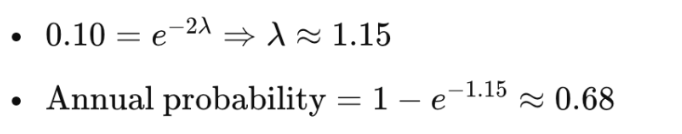 • 0.10 = e^{−2λ} ⇒ λ ≈ 1.15
• Annual probability = 1 − e^{−1.15} ≈ 0.68